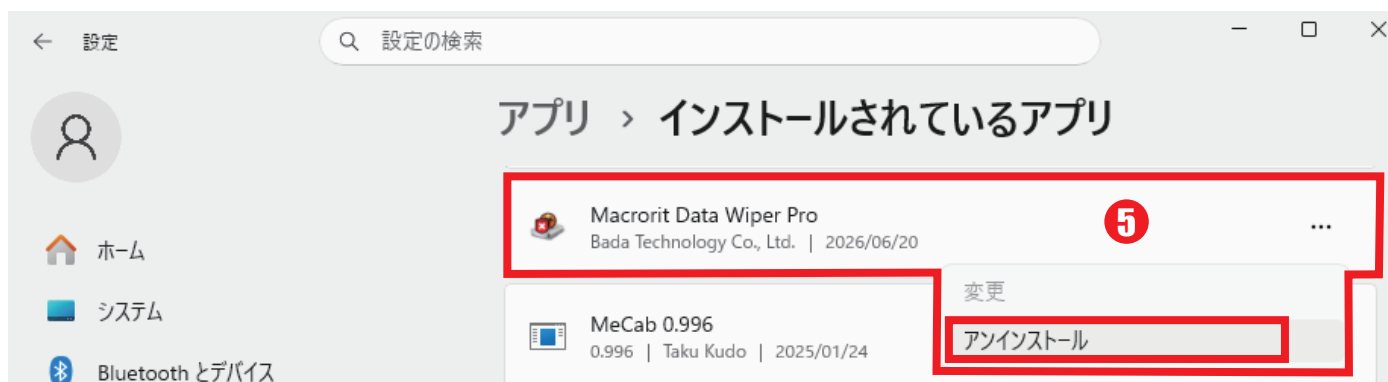 設定
設定の検索
アプリ › インストールされているアプリ
Macrorit Data Wiper Pro
Bada Technology Co., Ltd. | 2026/06/20
5
ホーム
変更
システム
MeCab 0.996
アンインストール
0.996 | Taku Kudo | 2025/01/24
Bluetooth とデバイス